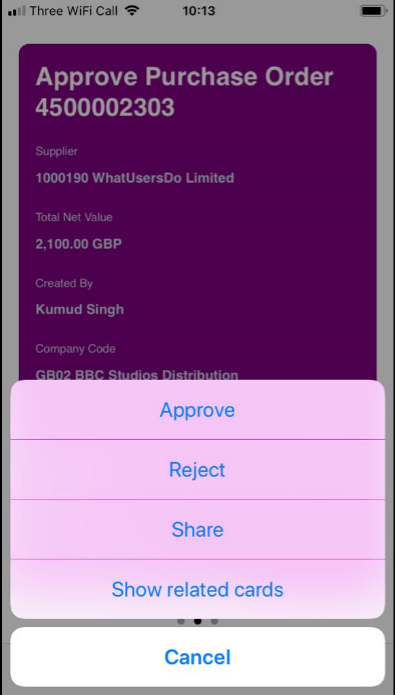 Three WiFi Call 10:13
Approve Purchase Order
4500002303
Supplier
1000190 WhatUsersDo Limited
Total Net Value
2,100.00 GBP
Created By
Kumud Singh
Company Code
GB02 BBC Studios Distribution
Approve
Reject
Share
Show related cards
Cancel